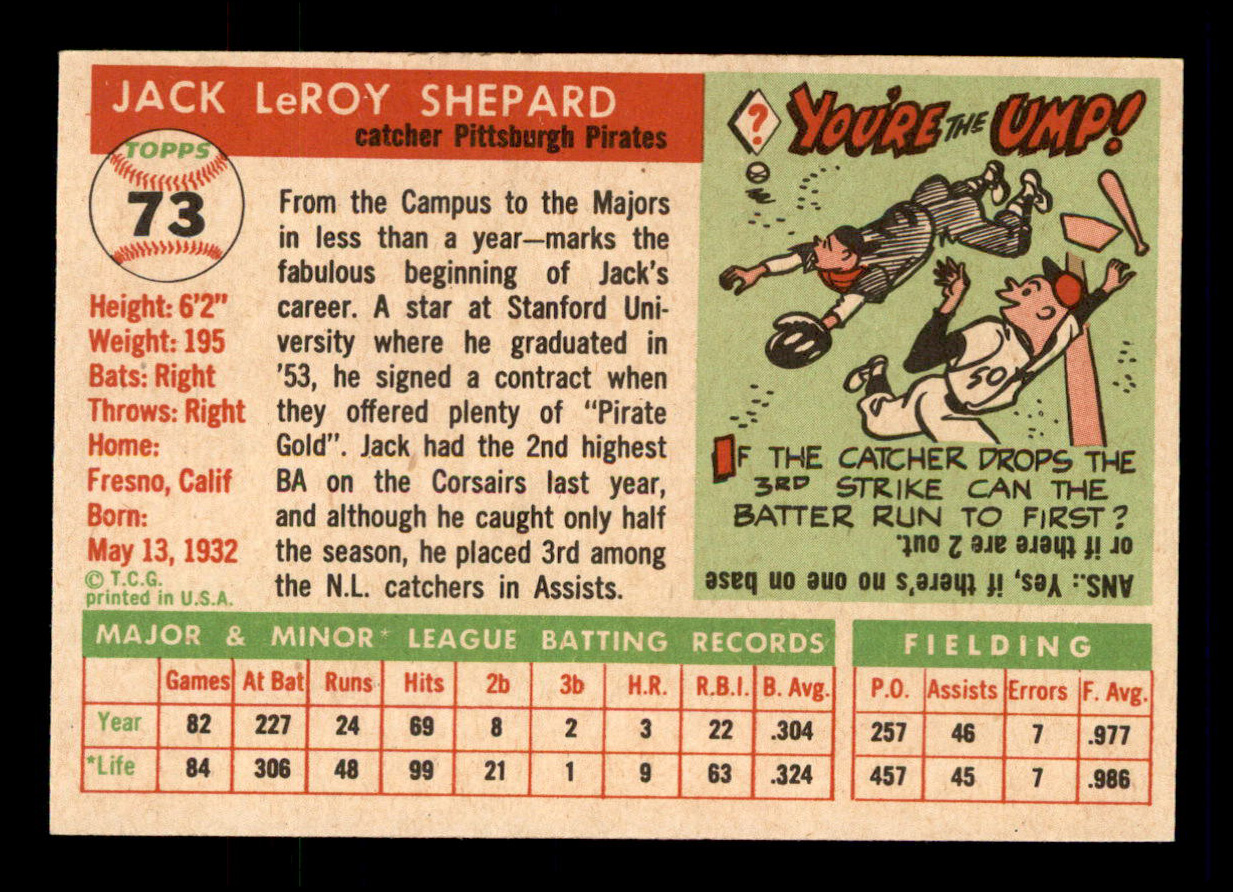 JACK LeROY SHEPARD
catcher Pittsburgh Pirates
TOPPS
73
Height: 6'2"
Weight: 195
Bats: Right
Throws: Right
Home:
Fresno, Calif
Born:
May 13, 1932
© T.C.G.
printed in U.S.A.
From the Campus to the Majors
in less than a year—marks the
fabulous beginning of Jack's
career. A star at Stanford Uni-
versity where he graduated in
'53, he signed a contract when
they offered plenty of "Pirate
Gold". Jack had the 2nd highest
BA on the Corsairs last year,
and although he caught only half
the season, he placed 3rd among
the N.L. catchers in Assists.
? YOU'RE THE UMP!
50
IF THE CATCHER DROPS THE
3RD STRIKE CAN THE
BATTER RUN TO FIRST?
ANS.: Yes, if there's no one on base
or if there are 2 out.
MAJOR & MINOR* LEAGUE BATTING RECORDS
Games At Bat Runs Hits 2b 3b H.R. R.B.I. B. Avg.
Year 82 227 24 69 8 2 3 22 .304
*Life 84 306 48 99 21 1 9 63 .324
FIELDING
P.O. Assists Errors F. Avg.
257 46 7 .977
457 45 7 .986